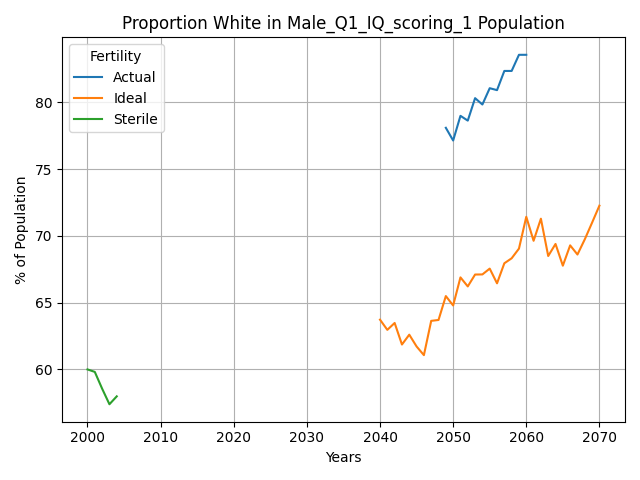 Proportion White in Male_Q1_IQ_scoring_1 Population
Fertility
Actual
Ideal
Sterile
% of Population
80
75
70
65
60
2000 2010 2020 2030 2040 2050 2060 2070
Years